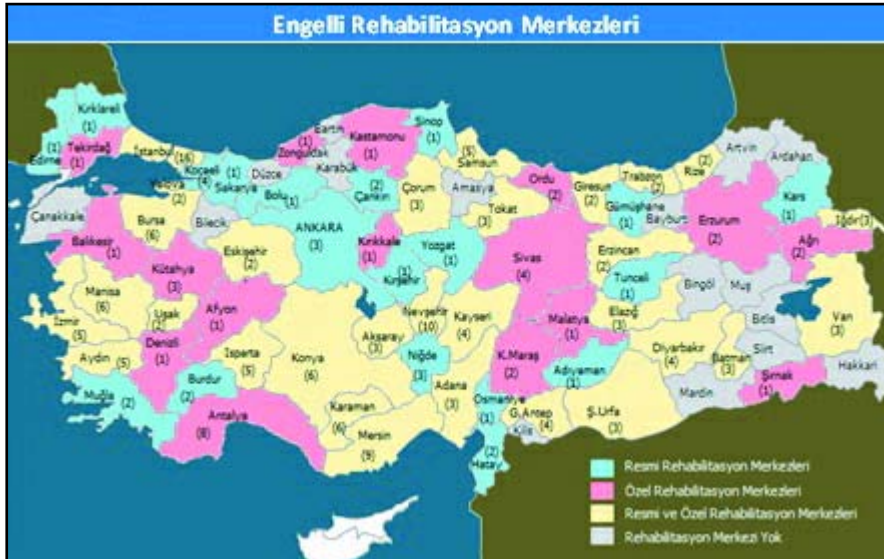 Engelli Rehabilitasyon Merkezleri
Kırklareli
(1)
Edirne
(1)
Tekirdağ
(1)
İstanbul
(16)
Kocaeli
(4)
Yalova
(2)
Sakarya
(1)
Düzce
Bolu
(1)
Zonguldak
(1)
Bartın
Karabük
Kastamonu
(1)
Sinop
(1)
Çankırı
(2)
Samsun
(5)
Çorum
(3)
Amasya
Tokat
(3)
Ordu
(2)
Giresun
(2)
Trabzon
(2)
Rize
(2)
Artvin
Ardahan
Gümüşhane
(1)
Bayburt
Kars
(1)
Iğdır(3)
Ağrı
(2)
Erzurum
(2)
Erzincan
(2)
Tunceli
(1)
Bingöl
Muş
Bitlis
Van
(3)
Çanakkale
Balıkesir
(1)
Bursa
(6)
Bilecik
Eskişehir
(2)
ANKARA
(3)
Kırıkkale
(1)
Yozgat
(1)
Kırşehir
(1)
Sivas
(4)
Kütahya
(3)
Manisa
(6)
Uşak
(2)
Afyon
(1)
İzmir
(5)
Aydın
(5)
Denizli
(1)
Isparta
(5)
Burdur
(2)
Muğla
(2)
Antalya
(8)
Konya
(6)
Aksaray
(3)
Nevşehir
(10)
Kayseri
(4)
Niğde
(3)
Karaman
(6)
Mersin
(9)
Adana
(3)
Osmaniye
(1)
Hatay
(2)
K.Maraş
(2)
Malatya
(1)
Elazığ
(3)
Adıyaman
(1)
G.Antep
(4)
Kilis
Ş.Urfa
(3)
Diyarbakır
(4)
Batman
(3)
Siirt
Mardin
Şırnak
(1)
Hakkari
Resmi Rehabilitasyon Merkezleri
Özel Rehabilitasyon Merkezleri
Resmi ve Özel Rehabilitasyon Merkezleri
Rehabilitasyon Merkezi Yok